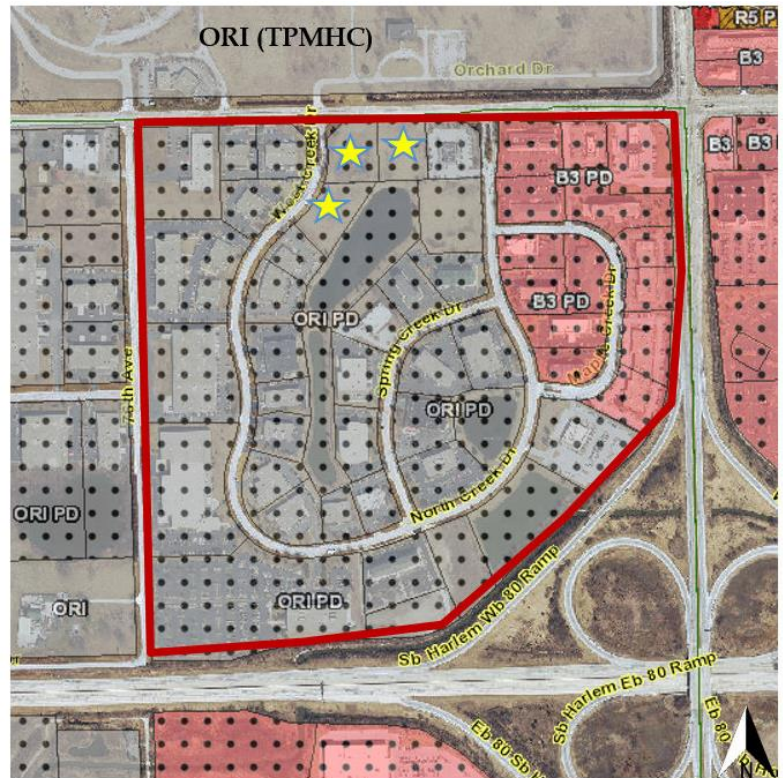 ORI (TPMHC)
R5 P
B3
Orchard Dr
B3
B3
West Creek Dr
B3 PD
B3 PD
Maple Creek Dr
ORI PD
Spring Creek Dr
76th Ave
ORI PD
North Creek Dr
ORI PD
ORI
ORI PD
Sb Harlem Wb 80 Ramp
Sb Harlem Eb 80 Ramp
Eb 80 Sb H
Eb 80
N